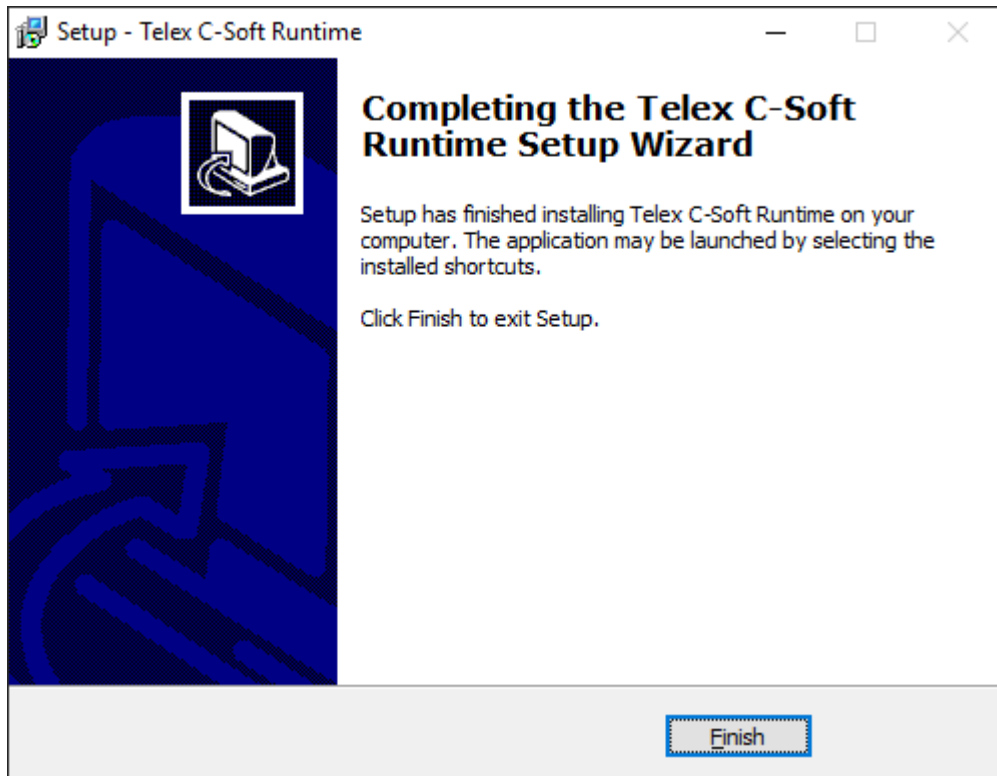 Setup - Telex C-Soft Runtime
Completing the Telex C-Soft
Runtime Setup Wizard
Setup has finished installing Telex C-Soft Runtime on your
computer. The application may be launched by selecting the
installed shortcuts.
Click Finish to exit Setup.
Finish